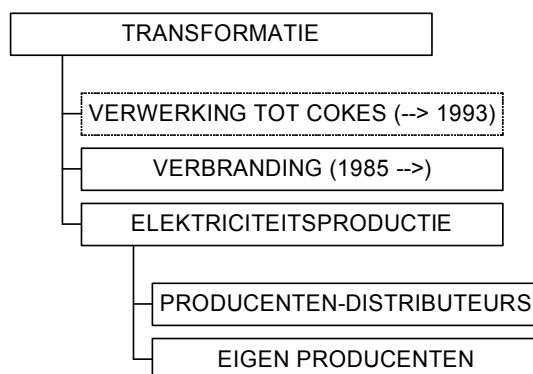 TRANSFORMATIE
VERWERKING TOT COKES (--> 1993)
VERBRANDING (1985 -->)
ELEKTRICITEITSPRODUCTIE
PRODUCENTEN-DISTRIBUTEURS
EIGEN PRODUCENTEN